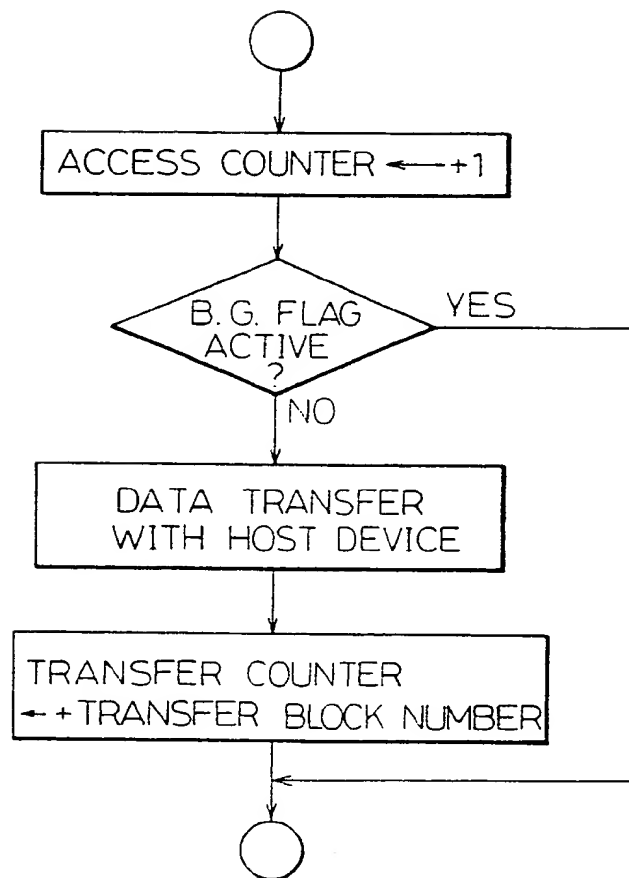 ACCESS COUNTER ← +1
B.G. FLAG
ACTIVE
?
YES
NO
DATA TRANSFER
WITH HOST DEVICE
TRANSFER COUNTER
← + TRANSFER BLOCK NUMBER